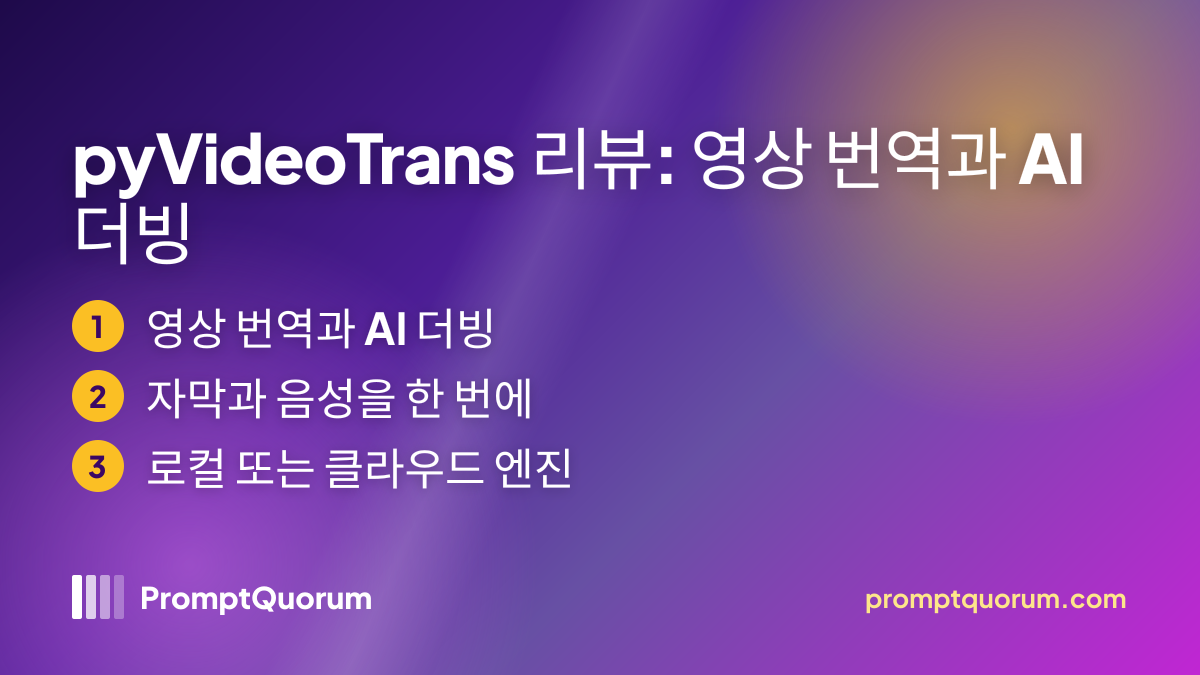 pyVideoTrans 리뷰: 영상 번역과 AI
더빙
1 영상 번역과 AI 더빙
2 자막과 음성을 한 번에
3 로컬 또는 클라우드 엔진
PromptQuorum
promptquorum.com